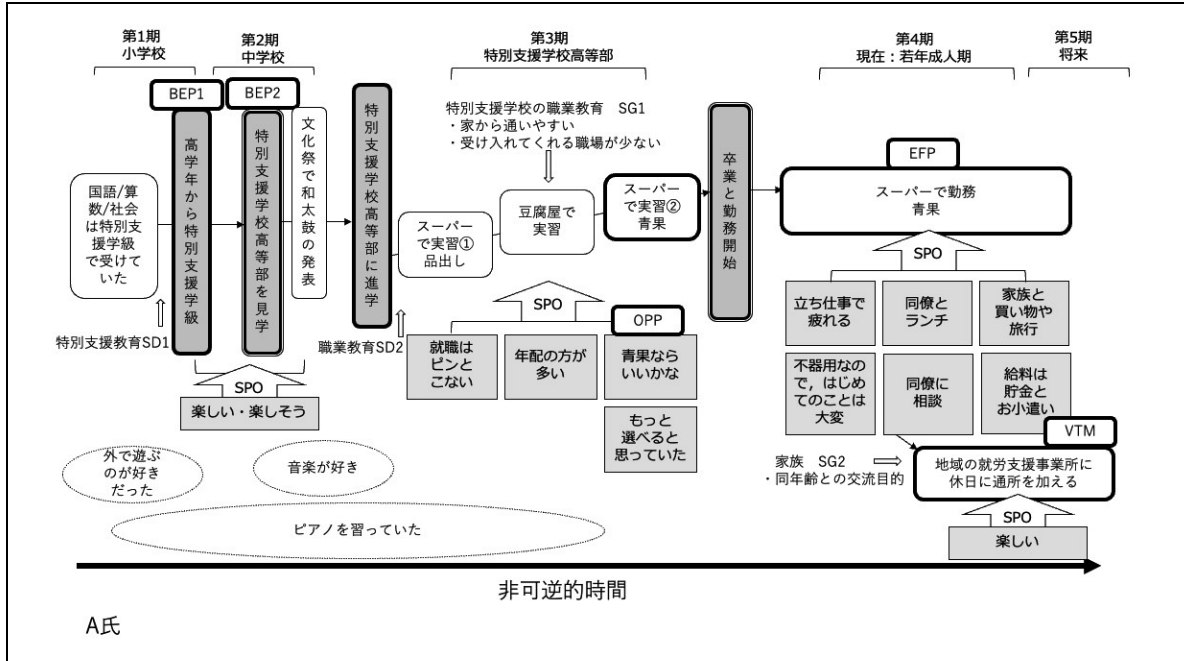 第1期
小学校
第2期
中学校
第3期
特別支援学校高等部
第4期
現在：若年成人期
第5期
将来
BEP1
BEP2
国語/算
数/社会
は特別支
援学級
で受けて
いた
高学年から特別支援学級
特別支援学校高等部を見学
文化祭で和太鼓の発表
特別支援学校高等部に進学
特別支援学校の職業教育 SG1
・家から通いやすい
・受け入れてくれる職場が少ない
スーパー
で実習①
品出し
豆腐屋で
実習
スーパー
で実習②
青果
卒業と勤務開始
EFP
スーパーで勤務
青果
特別支援教育SD1
職業教育SD2
SPO
楽しい・楽しそう
SPO
OPP
就職は
ピンと
こない
年配の方が
多い
青果なら
いいかな
もっと
選べると
思っていた
SPO
立ち仕事で
疲れる
同僚と
ランチ
家族と
買い物や
旅行
不器用なの
で，はじめ
てのことは
大変
同僚に
相談
給料は
貯金と
お小遣い
VTM
家族 SG2
・同年齢との交流目的
地域の就労支援事業所に
休日に通所を加える
SPO
楽しい
外で遊ぶ
のが好き
だった
音楽が好き
ピアノを習っていた
非可逆的時間
A氏